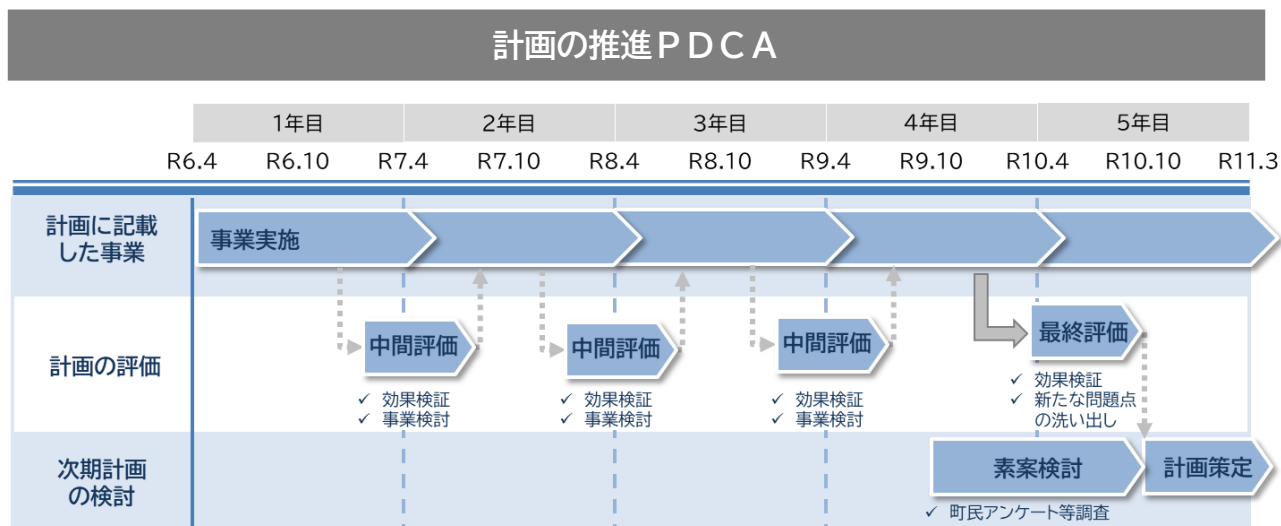 計画の推進ＰＤＣＡ
1年目 2年目 3年目 4年目 5年目
R6.4 R6.10 R7.4 R7.10 R8.4 R8.10 R9.4 R9.10 R10.4 R10.10 R11.3
計画に記載
した事業
事業実施
計画の評価
中間評価
✓ 効果検証
✓ 事業検討
中間評価
✓ 効果検証
✓ 事業検討
中間評価
✓ 効果検証
✓ 事業検討
最終評価
✓ 効果検証
✓ 新たな問題点
の洗い出し
次期計画
の検討
素案検討
✓ 町民アンケート等調査
計画策定